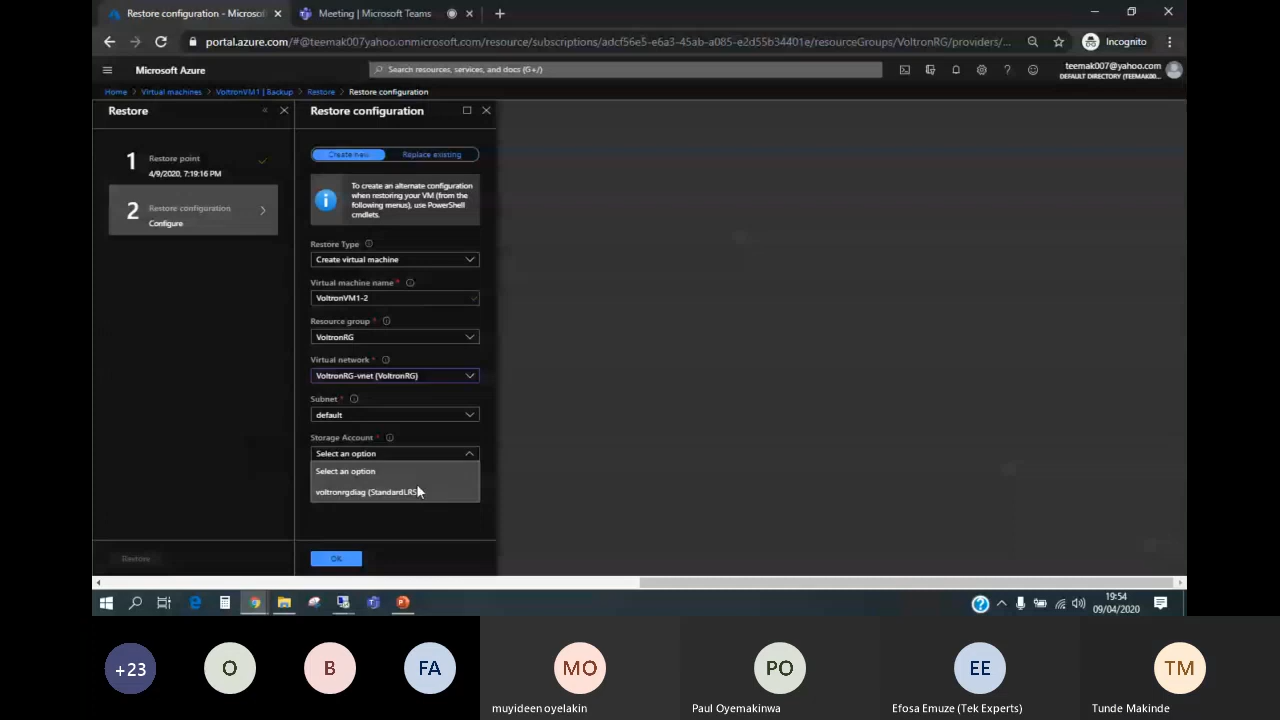 Restore configuration - Microsof
Meeting | Microsoft Teams
portal.azure.com/#@teemak007yahoo.onmicrosoft.com/resource/subscriptions/adcf56e5-e6a3-45ab-a085-e2d55b34401e/resourceGroups/VoltronRG/providers/...
Incognito
Microsoft Azure
Search resources, services, and docs (G+/)
teemak007@yahoo.com
DEFAULT DIRECTORY (TEEMAK00...
Home > Virtual machines > VoltronVM1 | Backup > Restore > Restore configuration
Restore
1
Restore point
4/9/2020, 7:19:16 PM
2
Restore configuration
Configure
Restore
Restore configuration
Create new
Replace existing
To create an alternate configuration
when restoring your VM (from the
following menus), use PowerShell
cmdlets.
Restore Type
Create virtual machine
Virtual machine name *
VoltronVM1-2
Resource group *
VoltronRG
Virtual network *
VoltronRG-vnet (VoltronRG)
Subnet *
default
Storage Account *
Select an option
Select an option
voltronrgdiag (StandardLRS)
OK
19:54
09/04/2020
+23
O
B
FA
MO
muyideen oyelakin
PO
Paul Oyemakinwa
EE
Efosa Emuze (Tek Experts)
TM
Tunde Makinde